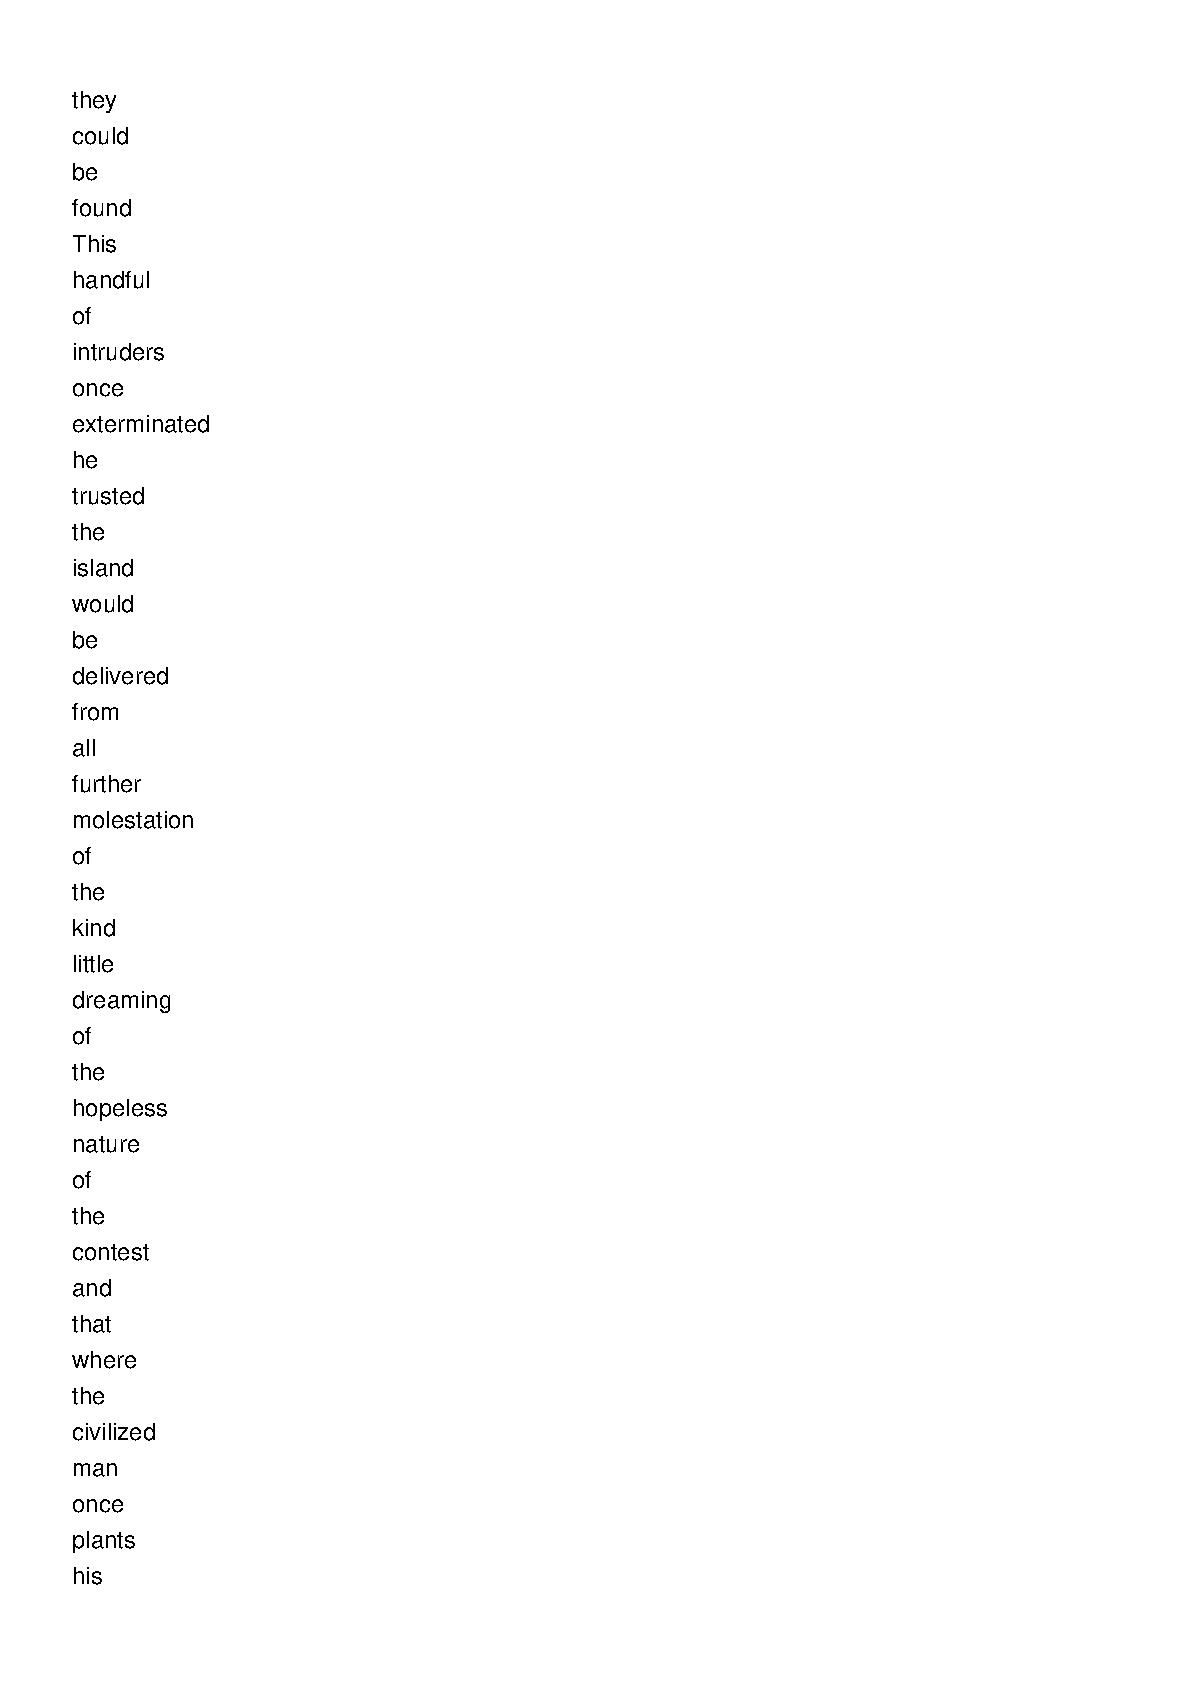 they
could
be
found
This
handful
of
intruders
once
exterminated
he
trusted
the
island
would
be
delivered
from
all
further
molestation
of
the
kind
little
dreaming
of
the
hopeless
nature
of
the
contest
and
that
where
the
civilized
man
once
plants
his